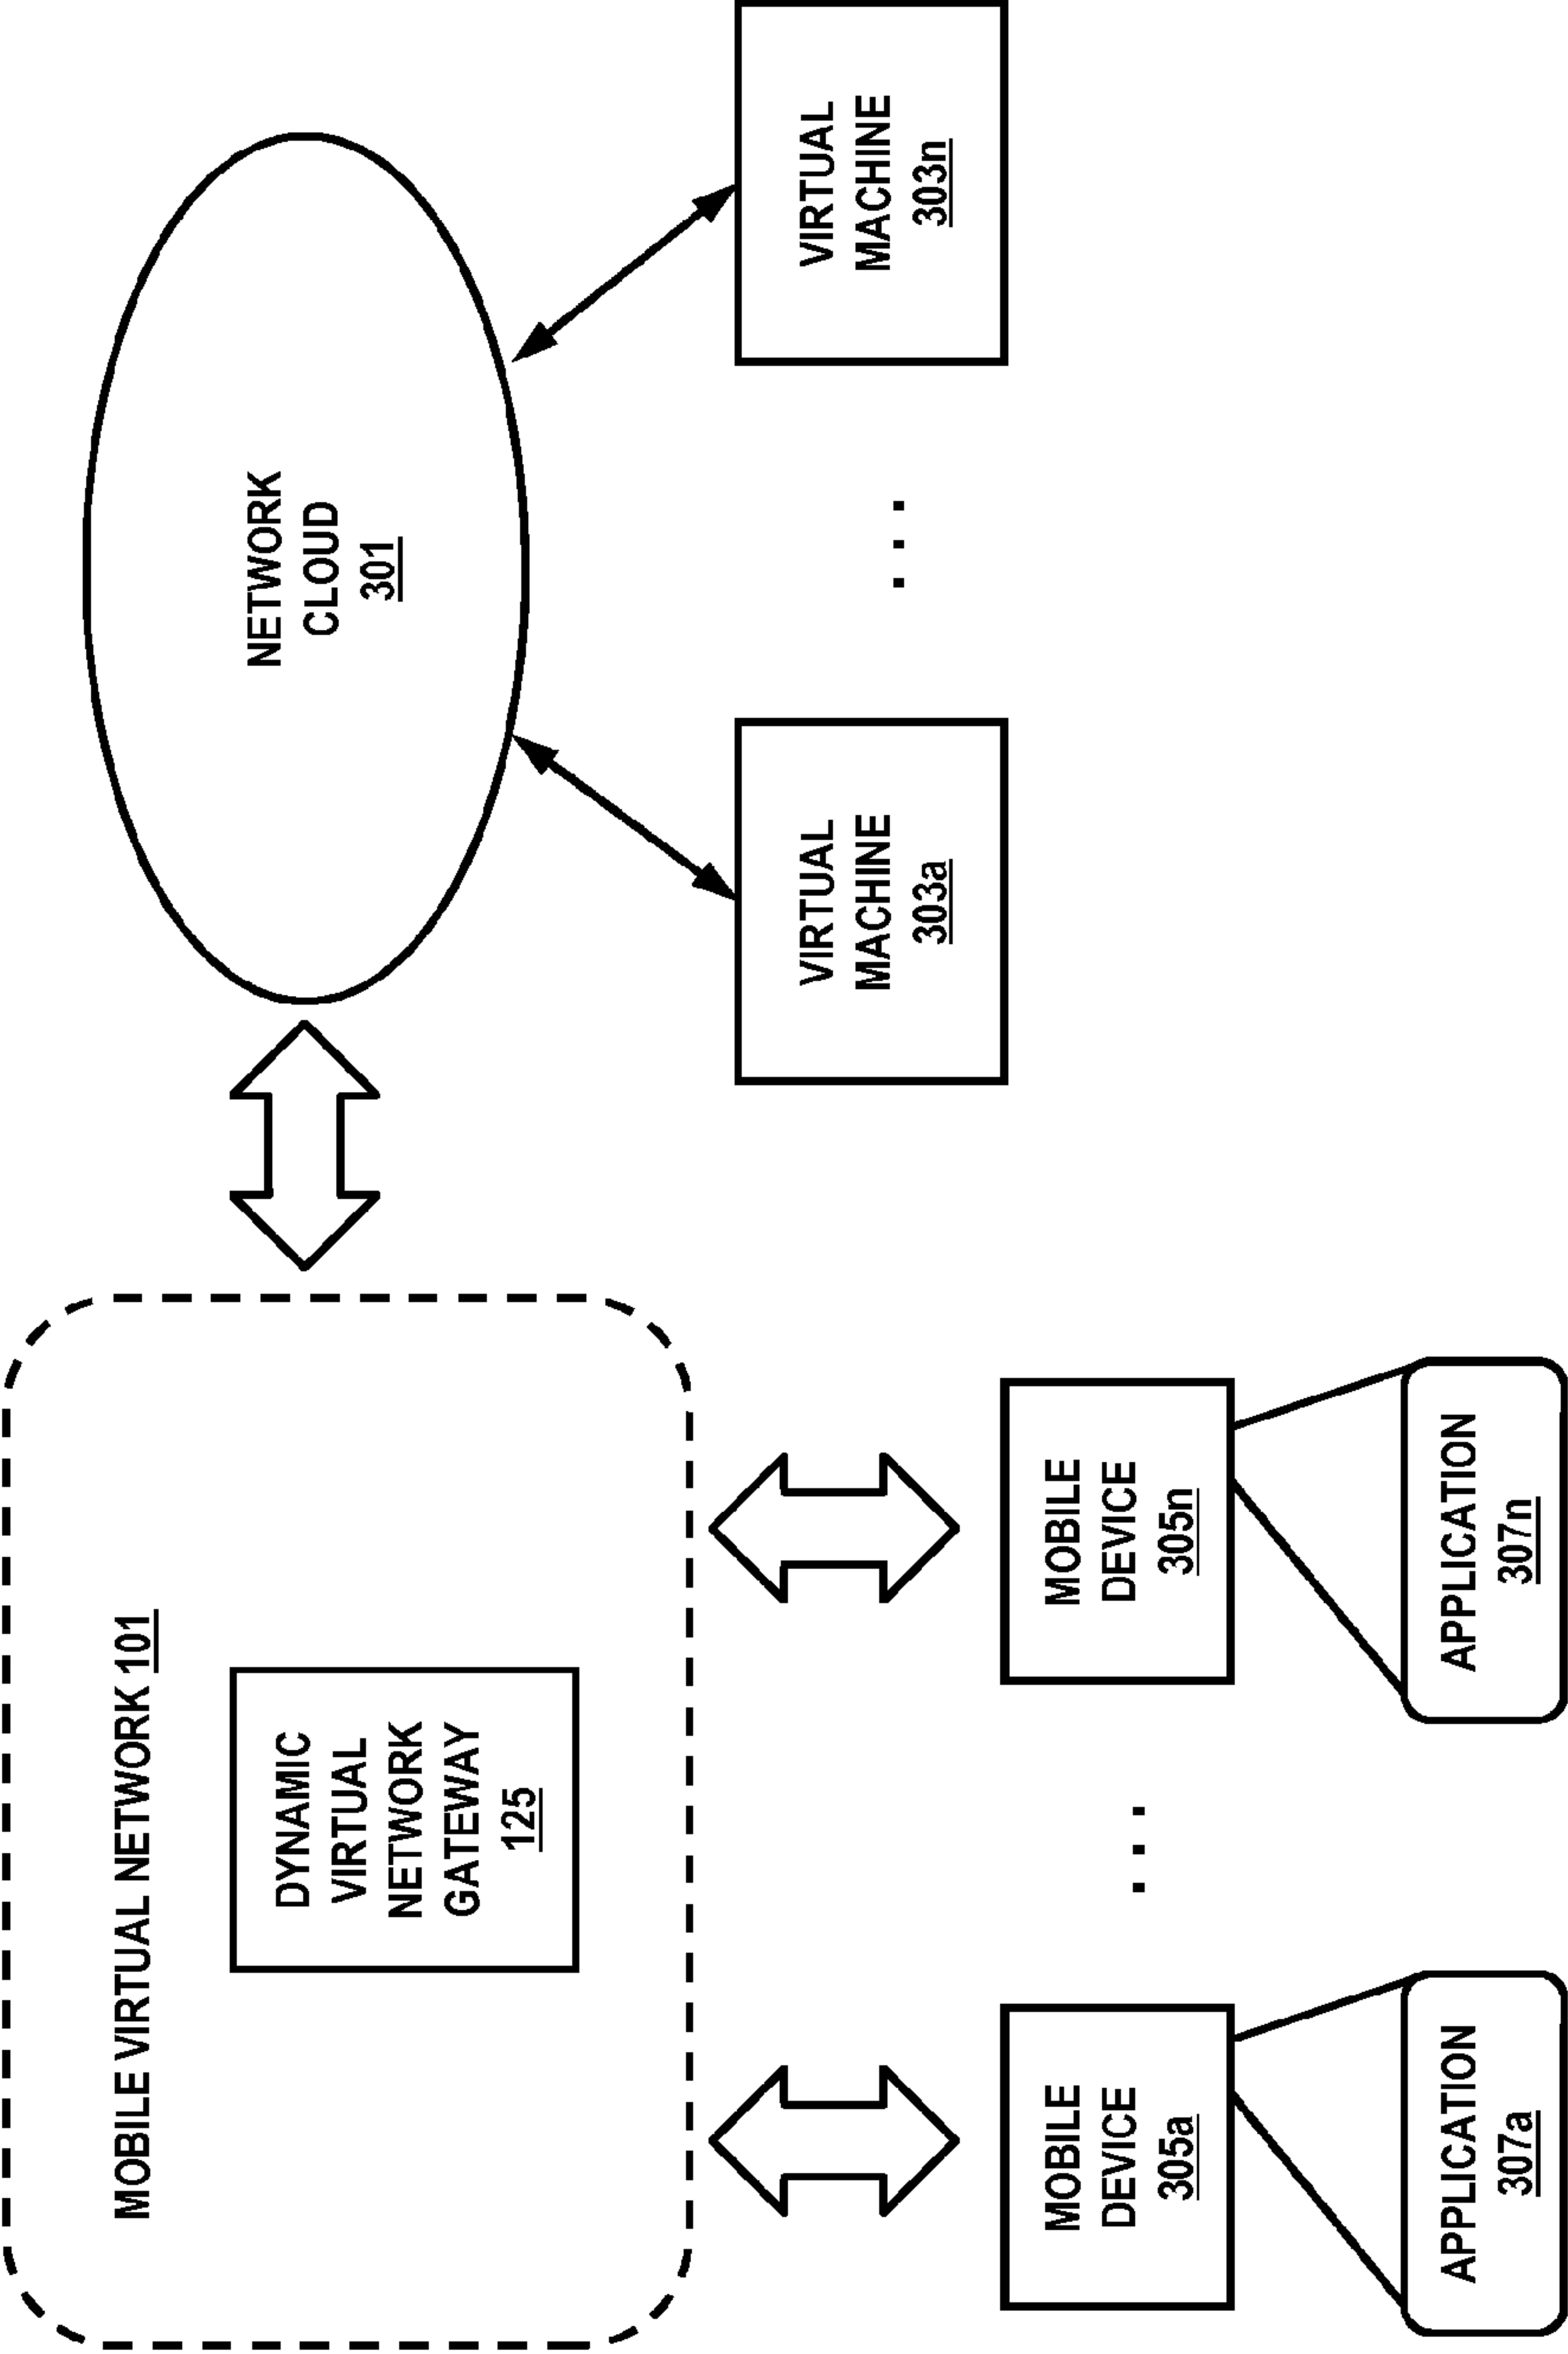 MOBILE VIRTUAL NETWORK 101
DYNAMIC
VIRTUAL
NETWORK
GATEWAY
125
NETWORK
CLOUD
301
VIRTUAL
MACHINE
303a
...
VIRTUAL
MACHINE
303n
MOBILE
DEVICE
305a
...
MOBILE
DEVICE
305n
APPLICATION
307a
APPLICATION
307n